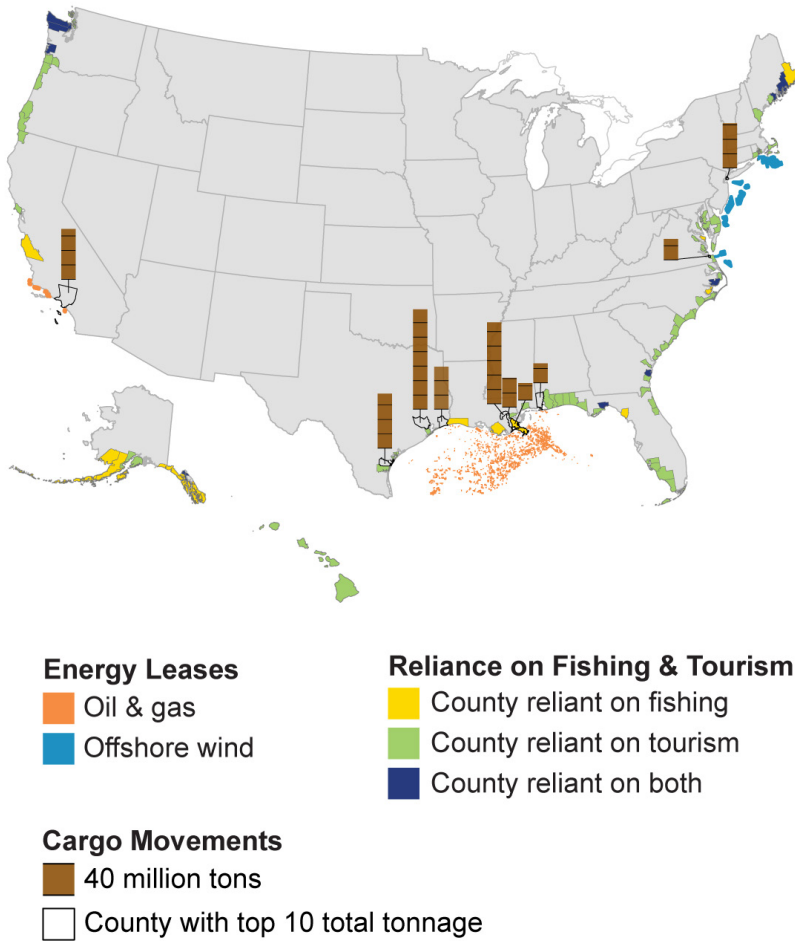 Energy Leases
Oil & gas
Offshore wind
Reliance on Fishing & Tourism
County reliant on fishing
County reliant on tourism
County reliant on both
Cargo Movements
40 million tons
County with top 10 total tonnage